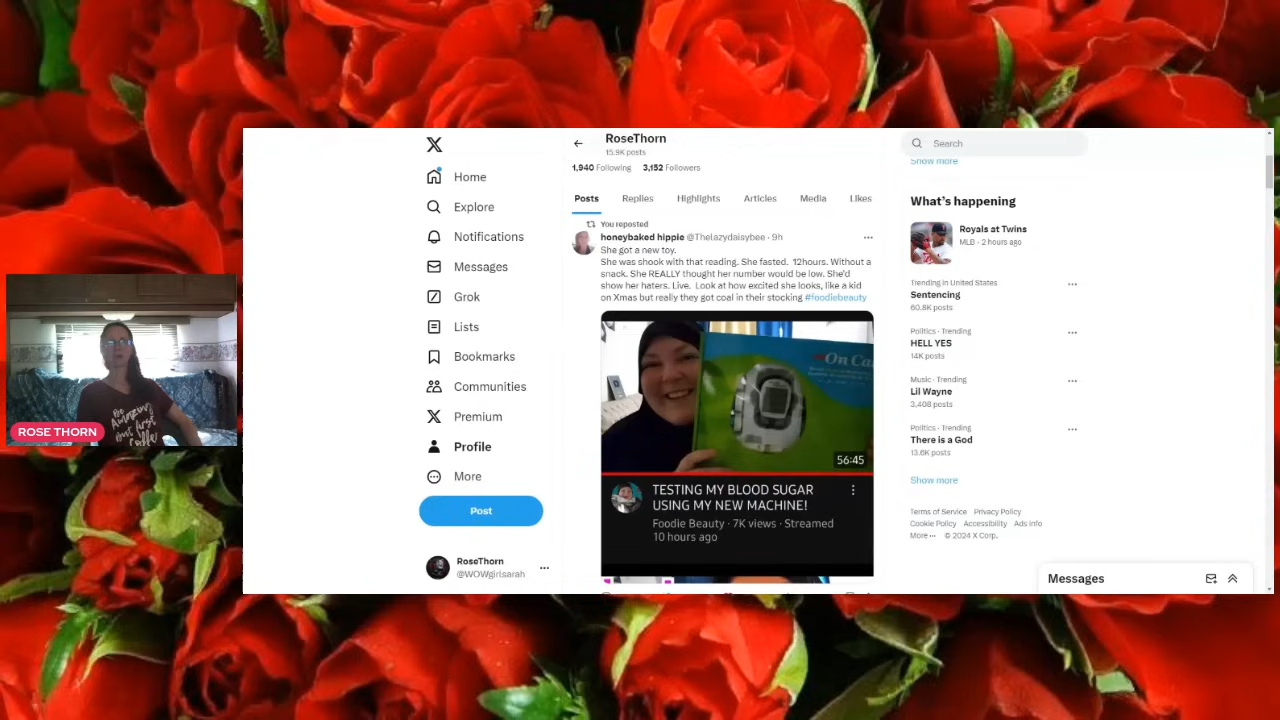 RoseThorn
15.9K posts
1,940 Following 3,152 Followers
Posts Replies Highlights Articles Media Likes
You reposted
honeybaked hippie @Thelazydaisybee · 9h
She got a new toy.
She was shook with that reading. She fasted. 12hours. Without a
snack. She REALLY thought her number would be low. She'd
show her haters. Live. Look at how excited she looks, like a kid
on Xmas but really they got coal in their stocking #foodiebeauty
On Ca
56:45
TESTING MY BLOOD SUGAR
USING MY NEW MACHINE!
Foodie Beauty · 7K views · Streamed
10 hours ago
Home
Explore
Notifications
Messages
Grok
Lists
Bookmarks
Communities
Premium
Profile
More
Post
RoseThorn
@WOWgirlsarah
Search
Show more
What's happening
Royals at Twins
MLB · 2 hours ago
Trending in United States
Sentencing
60.8K posts
Politics · Trending
HELL YES
14K posts
Music · Trending
Lil Wayne
3,408 posts
Politics · Trending
There is a God
13.6K posts
Show more
Terms of Service Privacy Policy
Cookie Policy Accessibility Ads info
More ··· © 2024 X Corp.
Messages
ROSE THORN